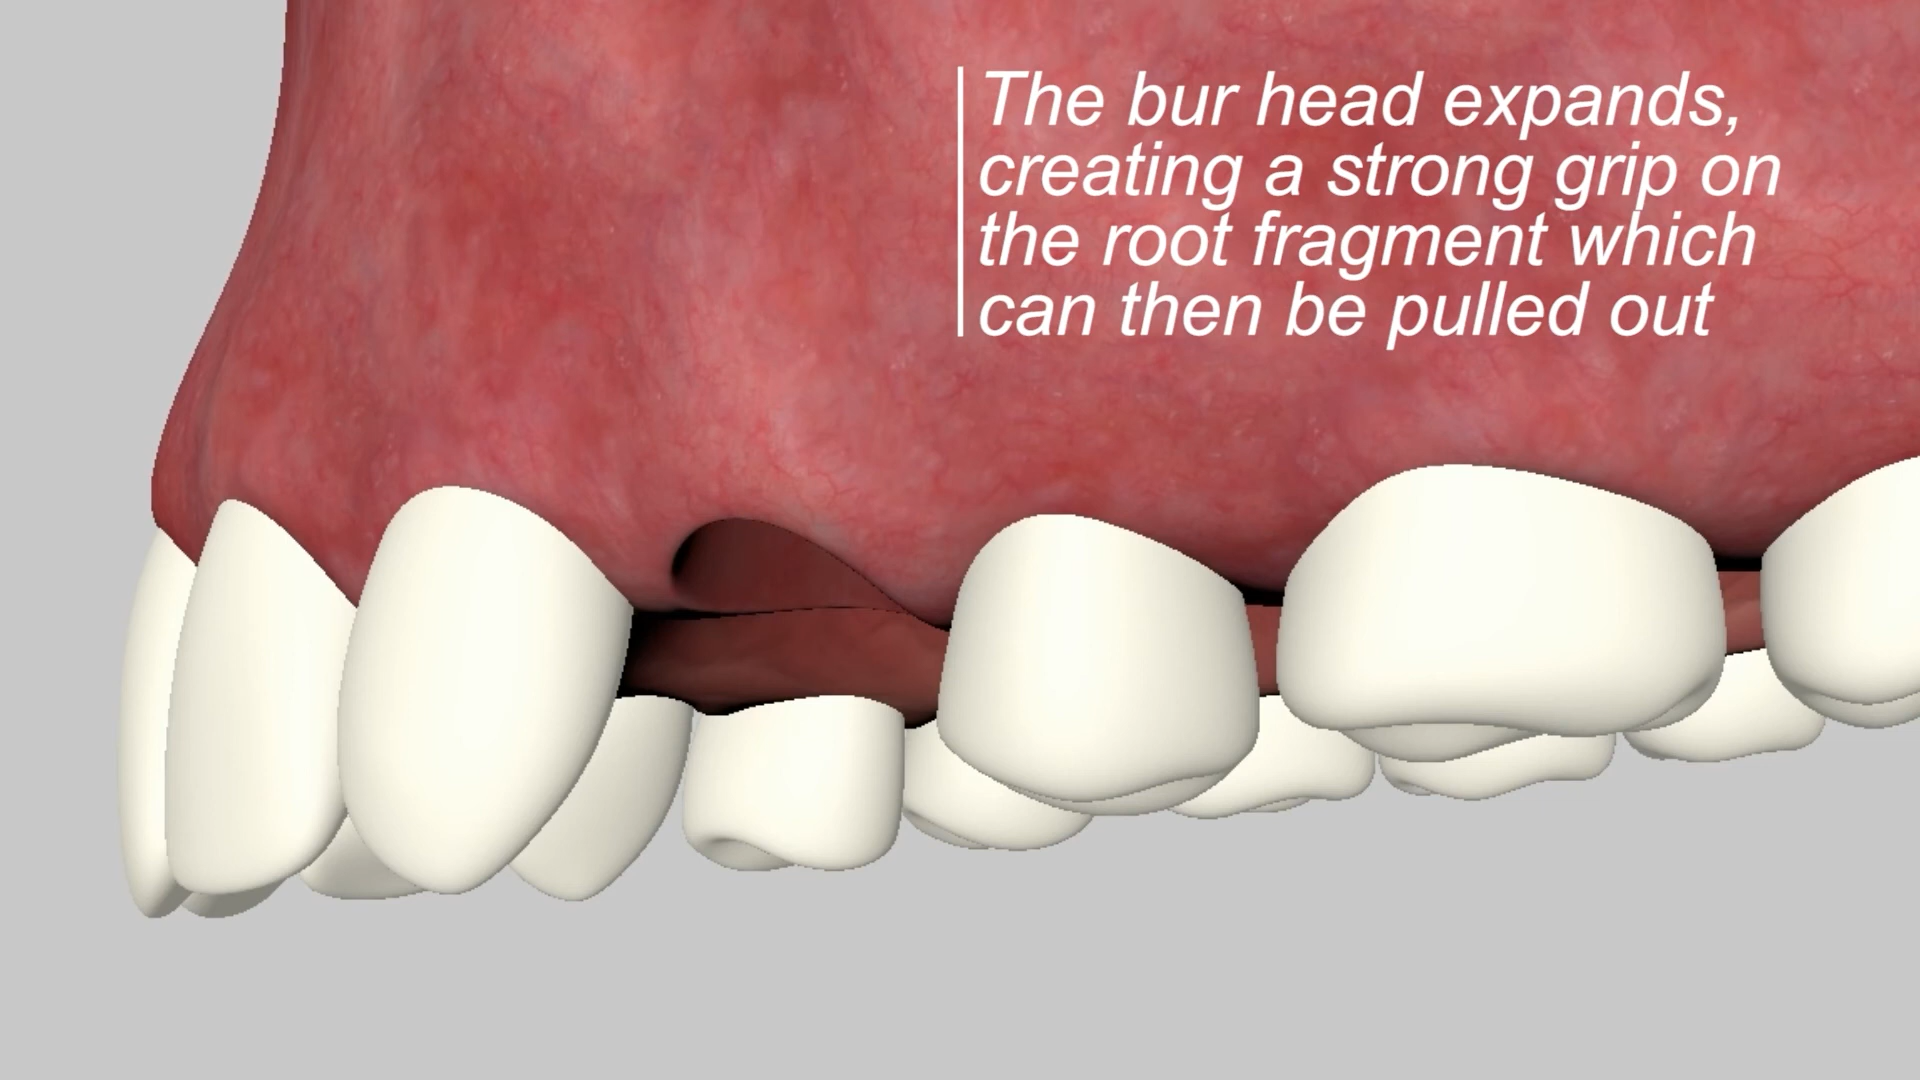 The bur head expands,
creating a strong grip on
the root fragment which
can then be pulled out